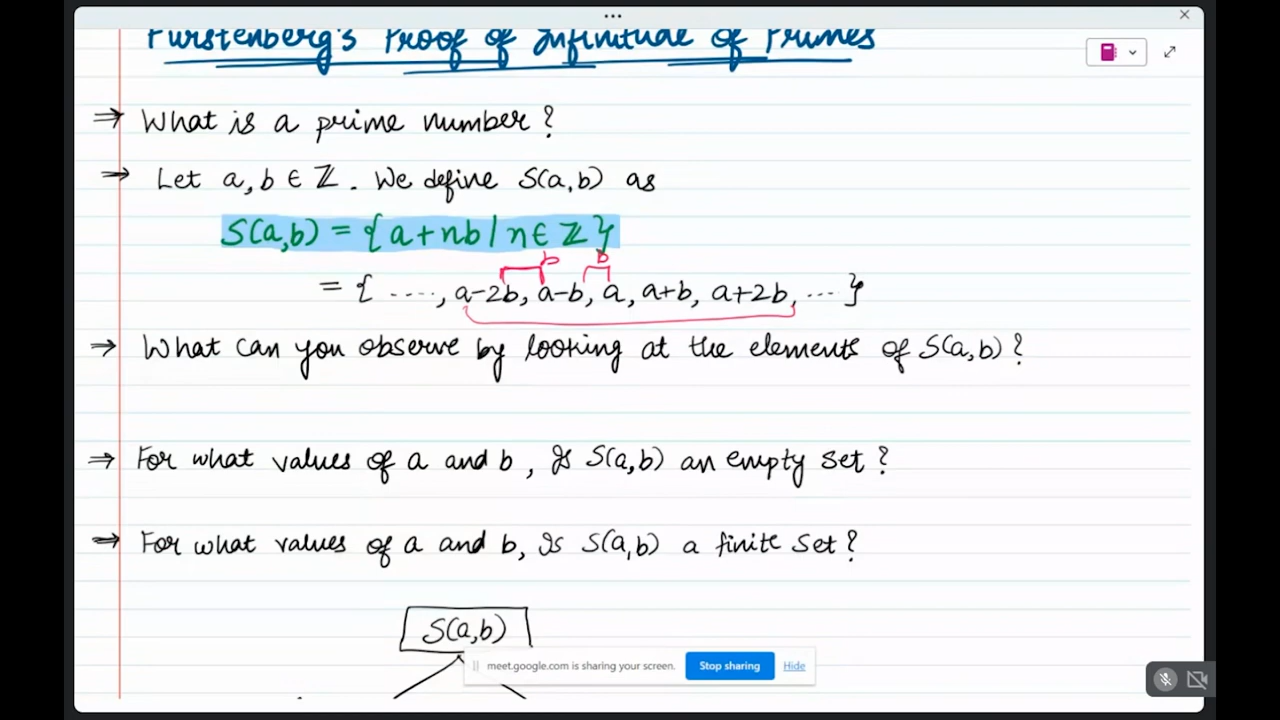 Furstenberg's Proof of Infinitude of Primes
⇒ What is a prime number?
⇒ Let a, b ∈ ℤ. We define S(a,b) as
S(a,b) = {a+nb | n ∈ ℤ}
b b
= { ...., a-2b, a-b, a, a+b, a+2b, ... }
⇒ What can you observe by looking at the elements of S(a,b)?
⇒ For what values of a and b, Is S(a,b) an empty set?
⇒ For what values of a and b, Is S(a,b) a finite set?
S(a,b)
meet.google.com is sharing your screen. Stop sharing Hide